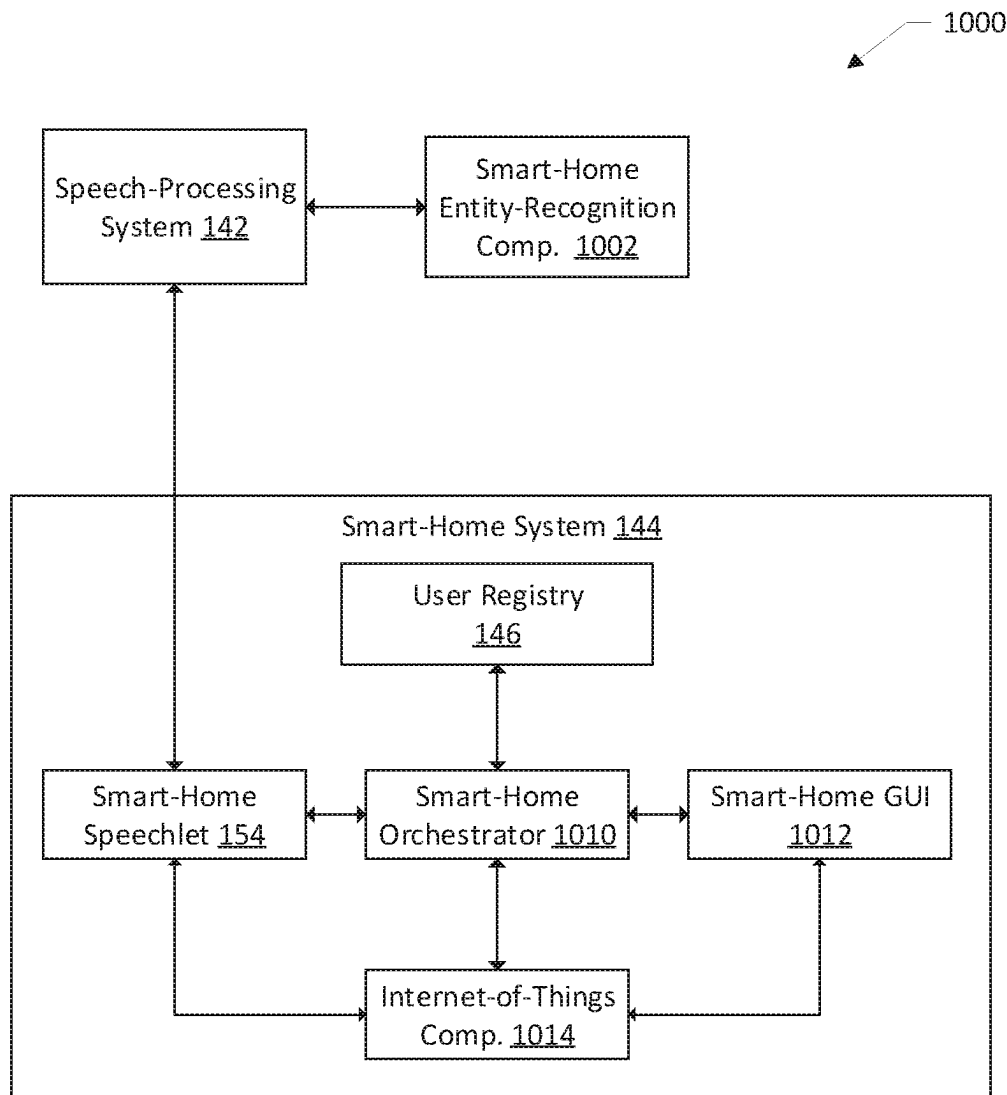 1000
Speech-Processing
System 142
Smart-Home
Entity-Recognition
Comp. 1002
Smart-Home System 144
User Registry
146
Smart-Home
Speechlet 154
Smart-Home
Orchestrator 1010
Smart-Home GUI
1012
Internet-of-Things
Comp. 1014